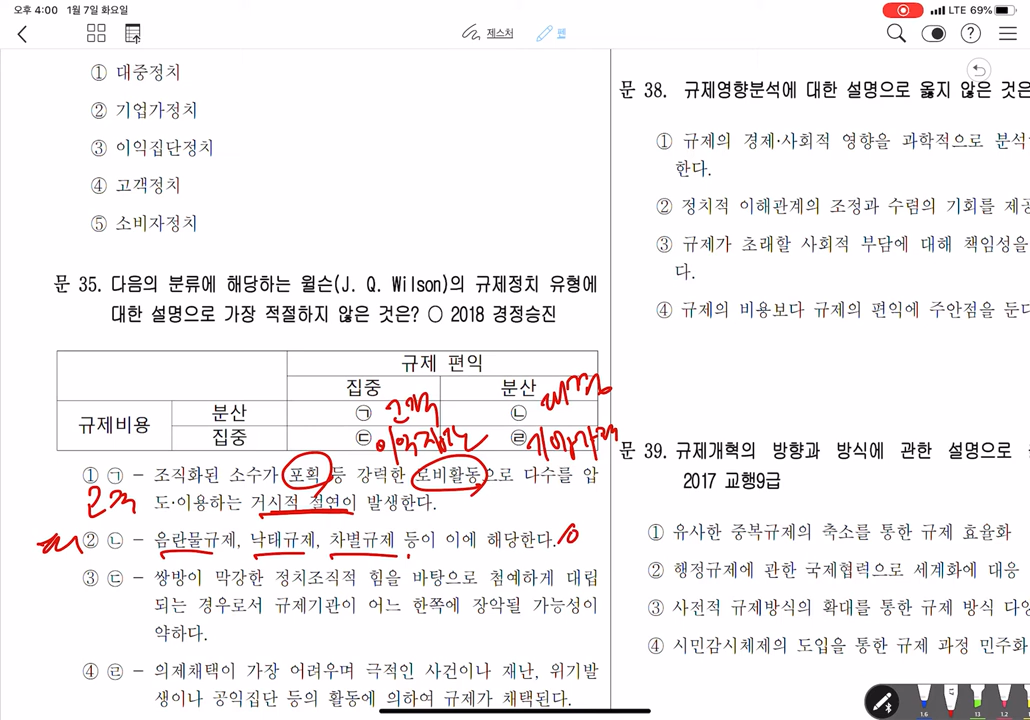 오후 4:00 1월 7일 화요일
LTE 69%
제스처
펜
① 대중정치
② 기업가정치
③ 이익집단정치
④ 고객정치
⑤ 소비자정치
문 35. 다음의 분류에 해당하는 윌슨(J. Q. Wilson)의 규제정치 유형에
대한 설명으로 가장 적절하지 않은 것은? ○ 2018 경정승진
규제 편익
집중 분산
규제비용
분산 ㉠ 고객 ㉡ 대중
집중 ㉢ 이익집단 ㉣ 기업가적
① ㉠ - 조직화된 소수가 포획 등 강력한 로비활동으로 다수를 압
도·이용하는 거시적 절연이 발생한다.
고객
② ㉡ - 음란물규제, 낙태규제, 차별규제 등이 이에 해당한다.
③ ㉢ - 쌍방이 막강한 정치조직적 힘을 바탕으로 첨예하게 대립
되는 경우로서 규제기관이 어느 한쪽에 장악될 가능성이
약하다.
④ ㉣ - 의제채택이 가장 어려우며 극적인 사건이나 재난, 위기발
생이나 공익집단 등의 활동에 의하여 규제가 채택된다.
문 38. 규제영향분석에 대한 설명으로 옳지 않은 것은
① 규제의 경제·사회적 영향을 과학적으로 분석
한다.
② 정치적 이해관계의 조정과 수렴의 기회를 제공
③ 규제가 초래할 사회적 부담에 대해 책임성을
다.
④ 규제의 비용보다 규제의 편익에 주안점을 둔다
문 39. 규제개혁의 방향과 방식에 관한 설명으로
2017 교행9급
① 유사한 중복규제의 축소를 통한 규제 효율화
② 행정규제에 관한 국제협력으로 세계화에 대응
③ 사전적 규제방식의 확대를 통한 규제 방식 다양
④ 시민감시체제의 도입을 통한 규제 과정 민주화
1.6 17 13 1.2